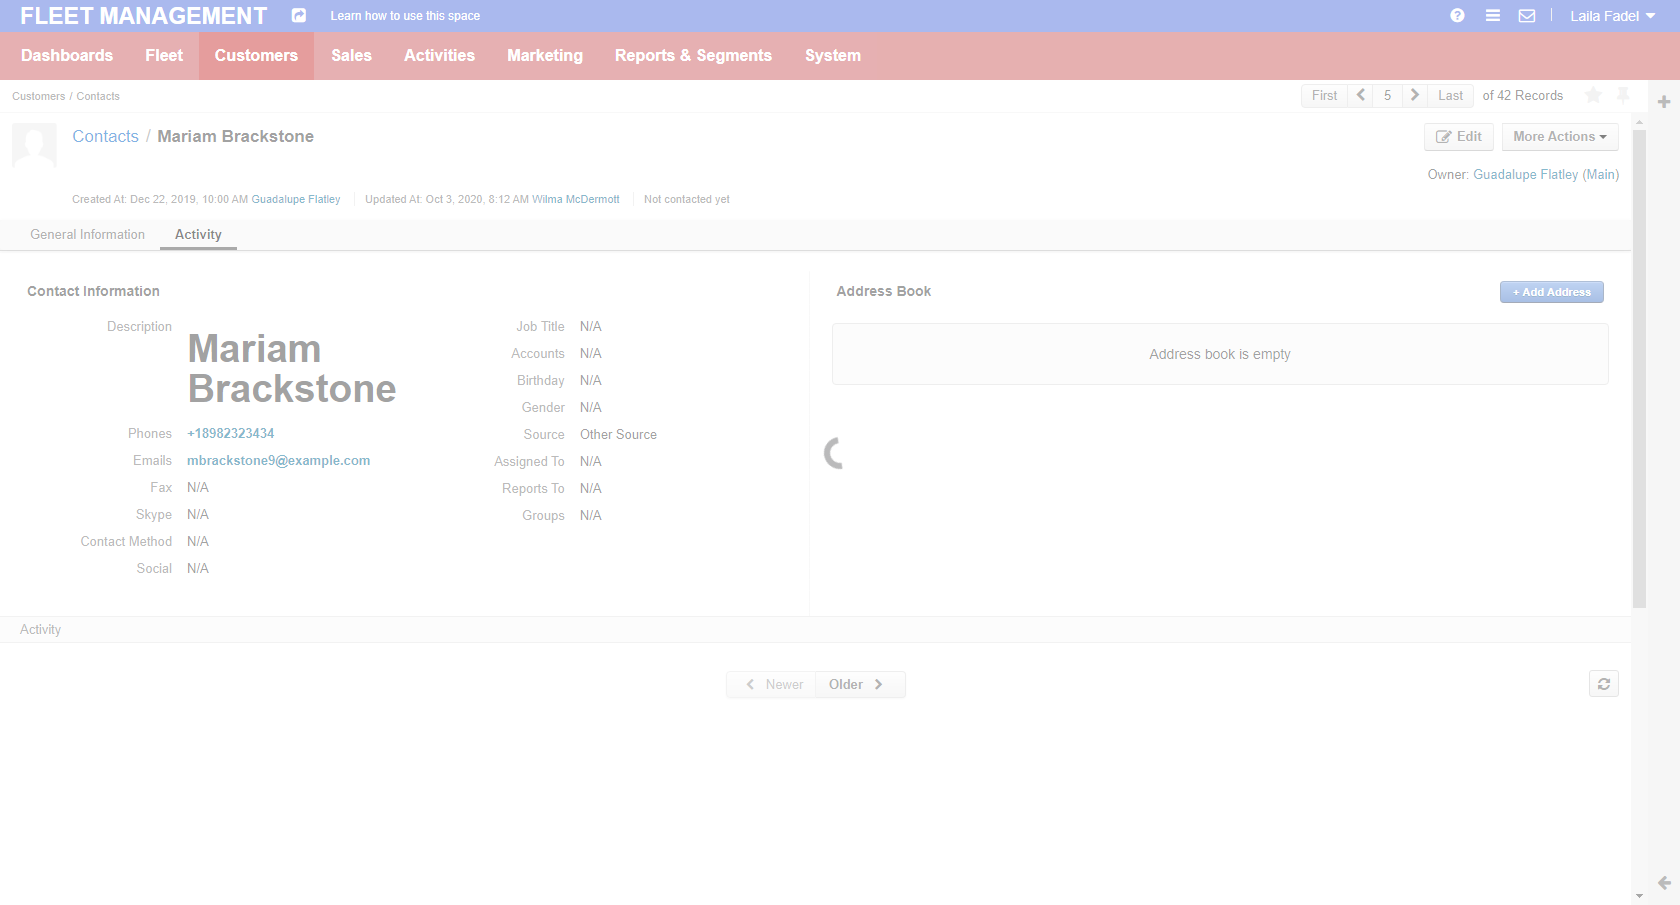 FLEET MANAGEMENT Learn how to use this space Laila Fadel
Dashboards Fleet Customers Sales Activities Marketing Reports & Segments System
Customers / Contacts First 5 Last of 42 Records
Contacts / Mariam Brackstone Edit More Actions
Owner: Guadalupe Flatley (Main)
Created At: Dec 22, 2019, 10:00 AM Guadalupe Flatley Updated At: Oct 3, 2020, 8:12 AM Wilma McDermott Not contacted yet
General Information Activity
Contact Information
Description Mariam
Brackstone
Phones +18982323434
Emails mbrackstone9@example.com
Fax N/A
Skype N/A
Contact Method N/A
Social N/A
Job Title N/A
Accounts N/A
Birthday N/A
Gender N/A
Source Other Source
Assigned To N/A
Reports To N/A
Groups N/A
Address Book + Add Address
Address book is empty
Activity
Newer Older